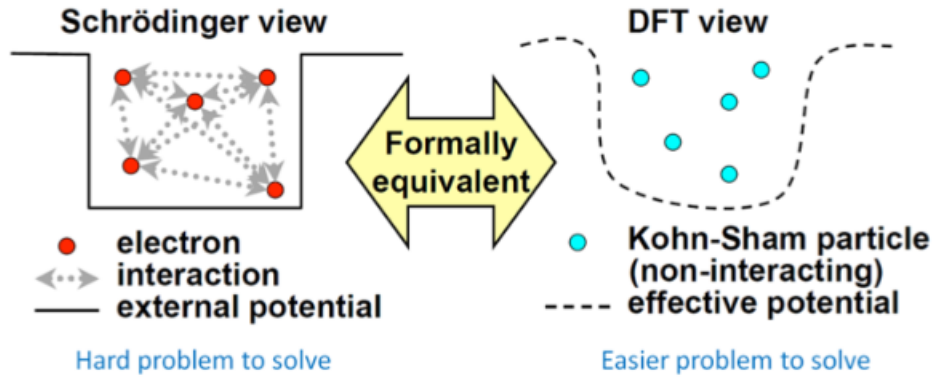 Schrödinger view
DFT view
Formally
equivalent
electron
interaction
external potential
Kohn-Sham particle
(non-interacting)
effective potential
Hard problem to solve
Easier problem to solve